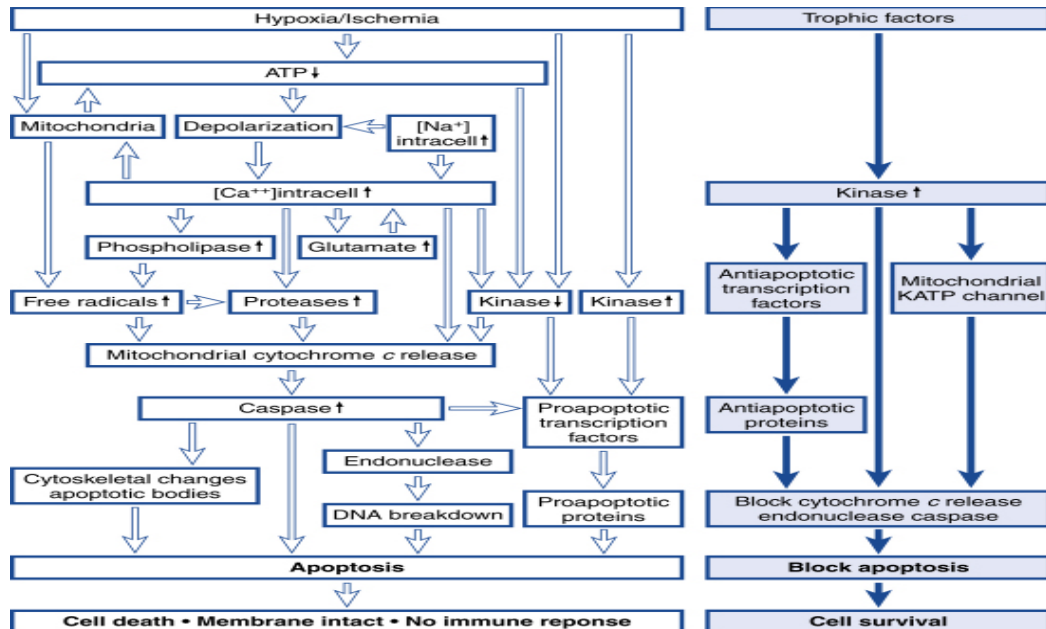 Hypoxia/Ischemia
Trophic factors
ATP↓
Mitochondria
Depolarization
[Na⁺]
intracell↑
[Ca⁺⁺]intracell ↑
Kinase ↑
Phospholipase↑
Glutamate ↑
Free radicals↑
Proteases↑
Kinase↓
Kinase↑
Antiapoptotic
transcription
factors
Mitochondrial
KATP channel
Mitochondrial cytochrome c release
Caspase↑
Proapoptotic
transcription
factors
Antiapoptotic
proteins
Endonuclease
Cytoskeletal changes
apoptotic bodies
DNA breakdown
Proapoptotic
proteins
Block cytochrome c release
endonuclease caspase
Apoptosis
Block apoptosis
Cell death • Membrane intact • No immune reponse
Cell survival